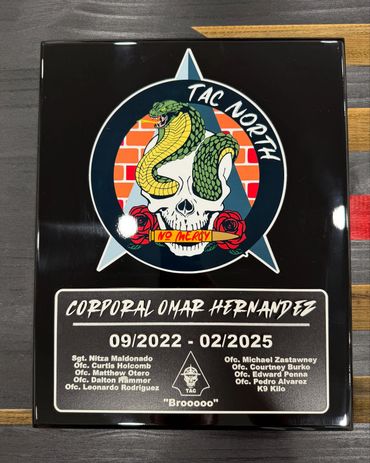 TAC NORTH
NO MERCY
CORPORAL OMAR HERNANDEZ
09/2022 - 02/2025
Sgt. Nitza Maldonado
Ofc. Curtis Holcomb
Ofc. Matthew Otero
Ofc. Dalton Rammer
Ofc. Leonardo Rodriguez
TAC
Ofc. Michael Zastawney
Ofc. Courtney Burko
Ofc. Edward Penna
Ofc. Pedro Alvarez
K9 Kilo
"Brooooo"